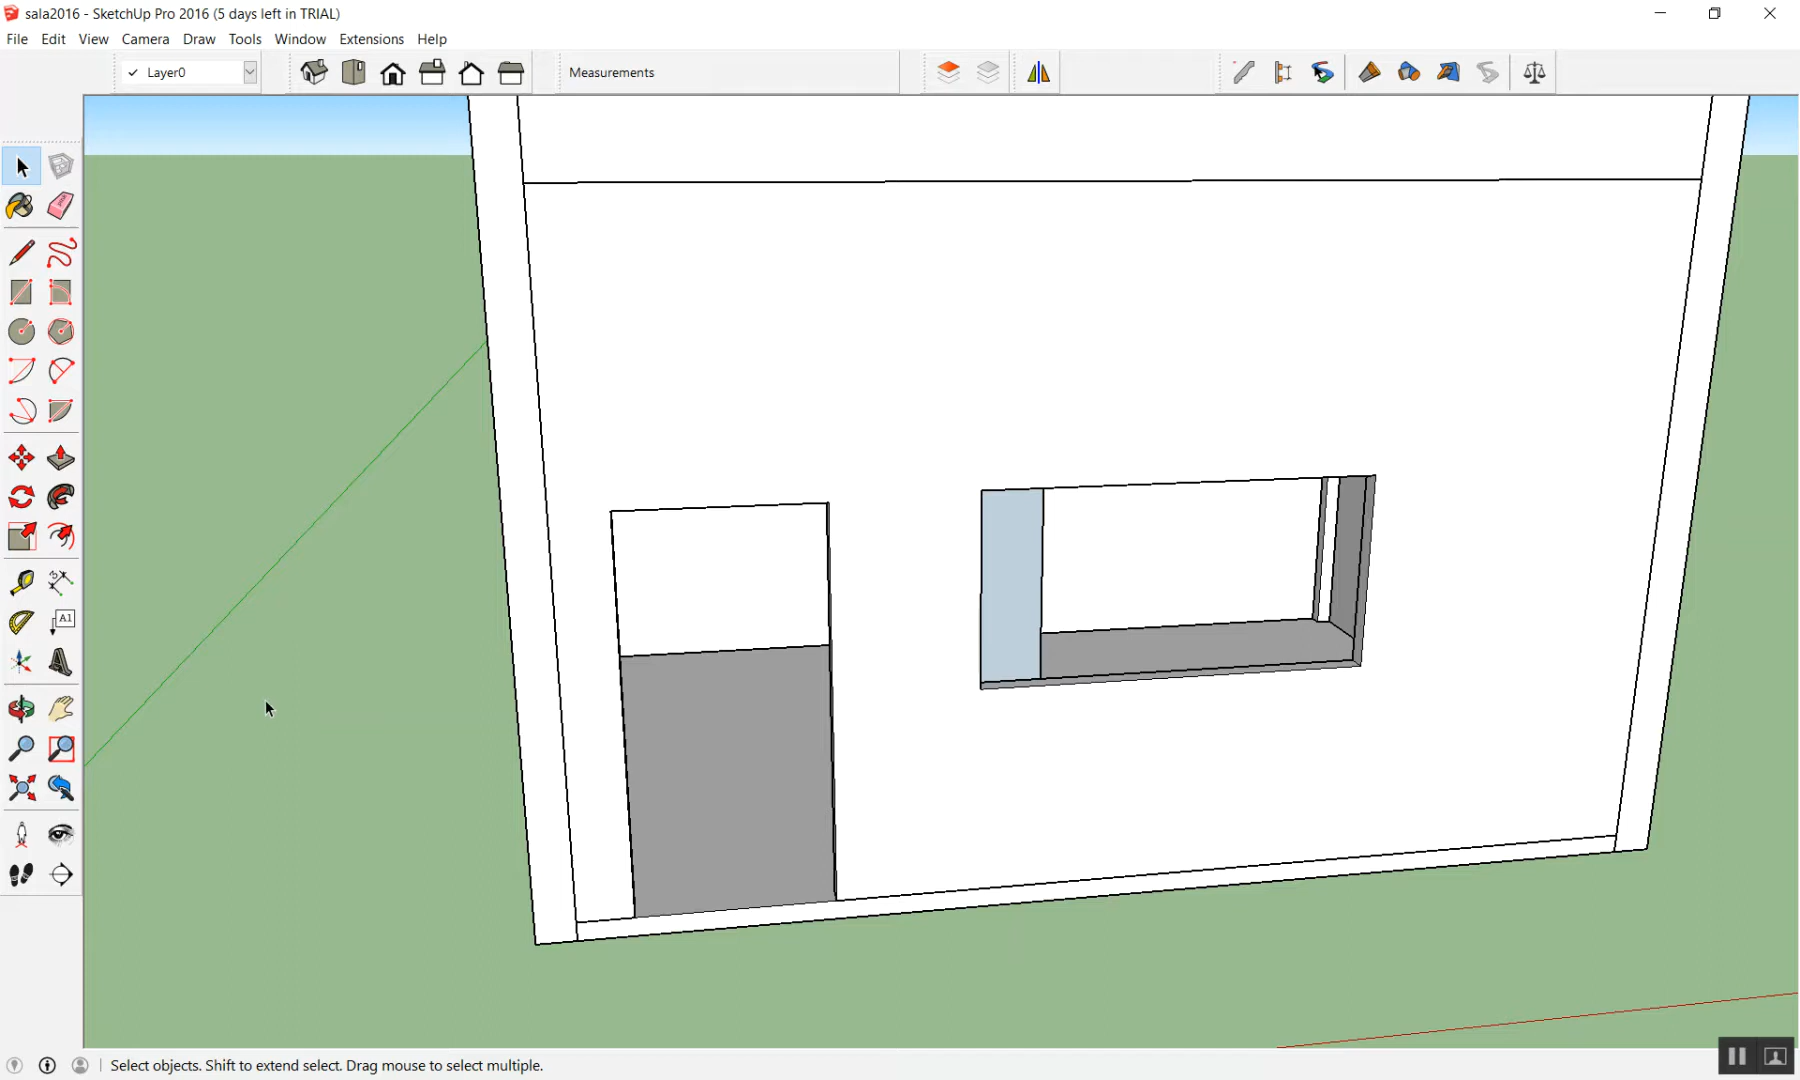 sala2016 - SketchUp Pro 2016 (5 days left in TRIAL)
File Edit View Camera Draw Tools Window Extensions Help
Layer0
Measurements
A1
Select objects. Shift to extend select. Drag mouse to select multiple.